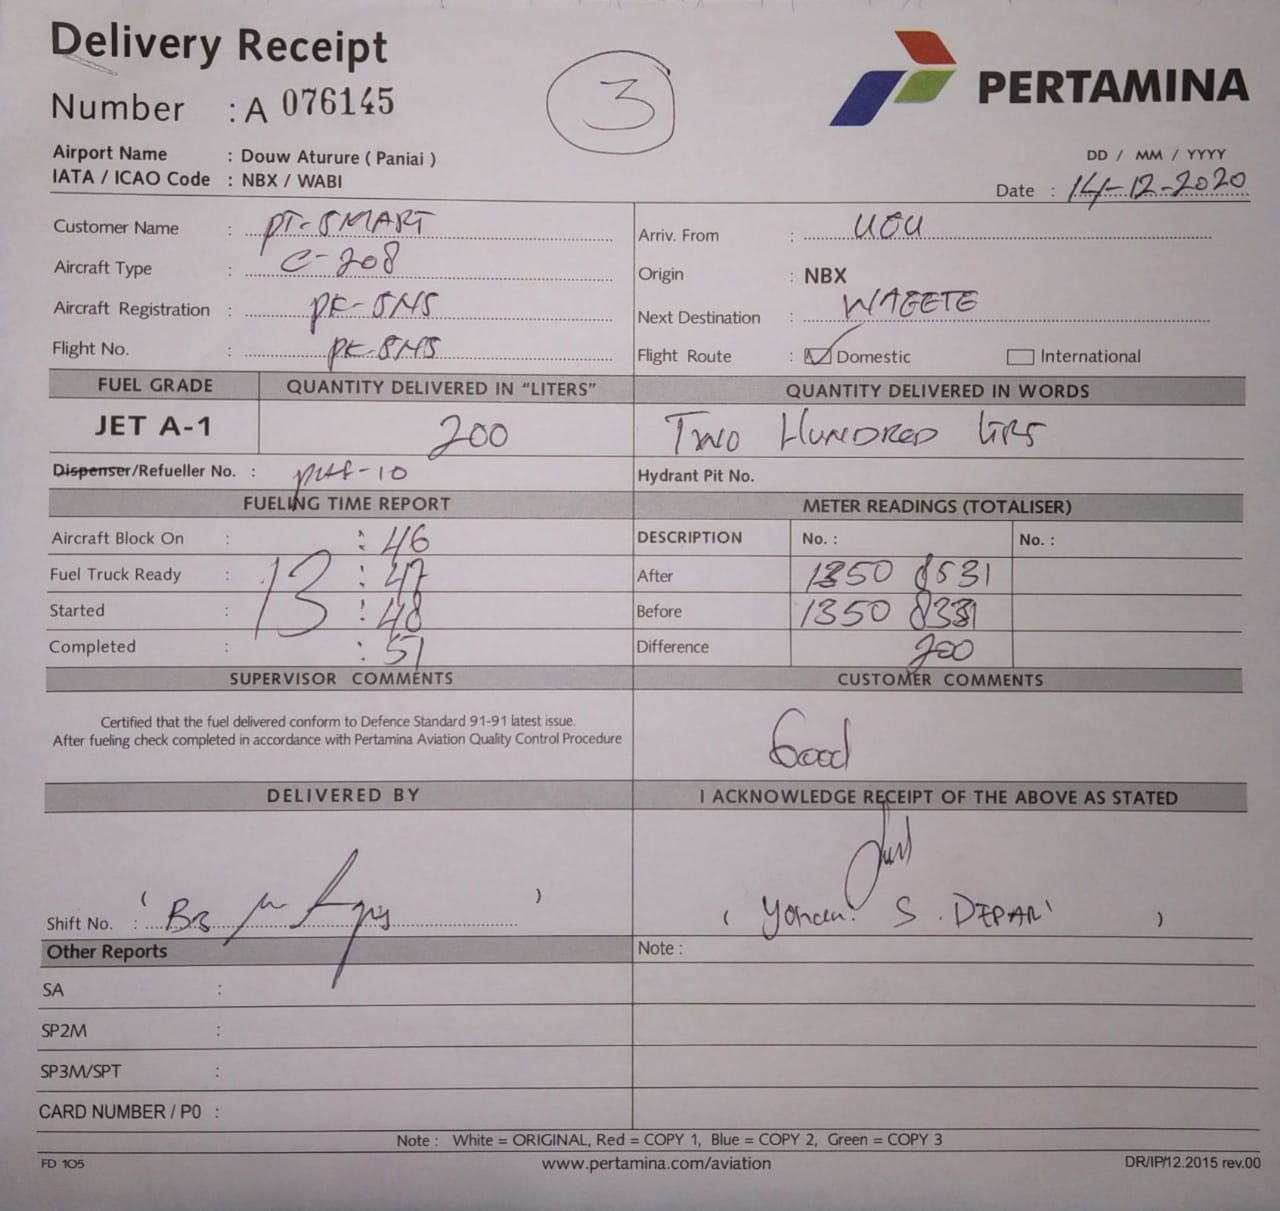 Delivery Receipt
Number : A 076145
3
PERTAMINA
Airport Name : Douw Aturure ( Paniai )
IATA / ICAO Code : NBX / WABI
DD / MM / YYYY
Date : 14-12-2020
Customer Name : PT-SMART
Aircraft Type : C-208
Aircraft Registration : PK-SNS
Flight No. : PK-SNS
Arriv. From :
Origin : NBX
Next Destination : WAGETE
Flight Route : Domestic International
FUEL GRADE QUANTITY DELIVERED IN "LITERS" QUANTITY DELIVERED IN WORDS
JET A-1 200 TWO HUNDRED LTRS
Dispenser/Refueller No. : Hydrant Pit No.
FUELING TIME REPORT METER READINGS (TOTALISER)
Aircraft Block On : : 46 DESCRIPTION No. : No. :
Fuel Truck Ready : 13 : 47 After 1350 8531
Started : : 48 Before 1350 8331
Completed : : 51 Difference 200
SUPERVISOR COMMENTS CUSTOMER COMMENTS
Certified that the fuel delivered conform to Defence Standard 91-91 latest issue.
After fueling check completed in accordance with Pertamina Aviation Quality Control Procedure
Good
DELIVERED BY I ACKNOWLEDGE RECEIPT OF THE ABOVE AS STATED
Shift No. : ( ) ( S. DEPARI )
Other Reports Note :
SA :
SP2M :
SP3M/SPT :
CARD NUMBER / P0 :
Note : White = ORIGINAL, Red = COPY 1, Blue = COPY 2, Green = COPY 3
FD 105 www.pertamina.com/aviation DR/IP/12.2015 rev.00